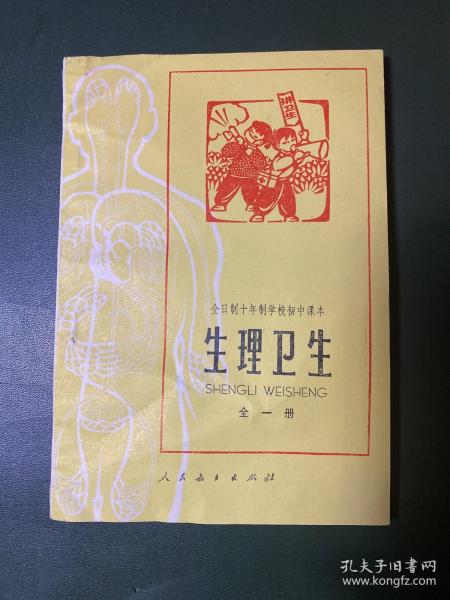 讲卫生
全日制十年制学校初中课本
生理卫生
SHENGLI WEISHENG
全一册
人民教育出版社
孔夫子旧书网
www.kongfz.com